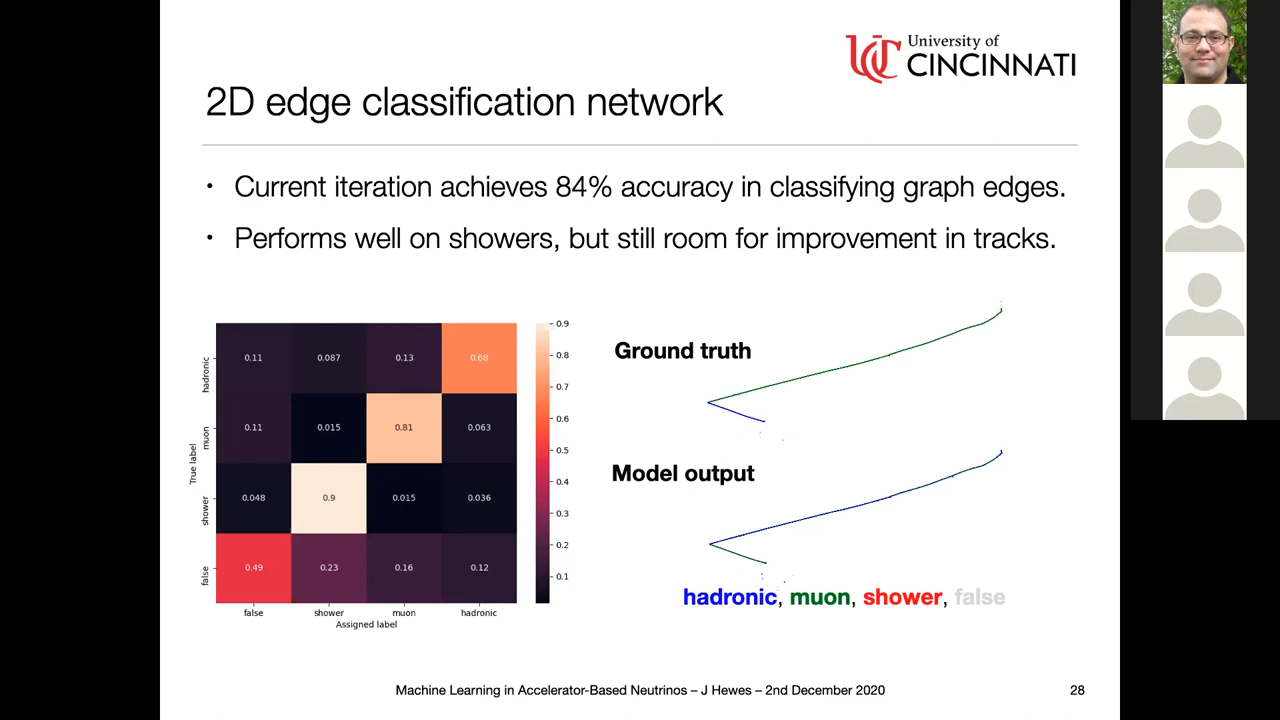 University of
CINCINNATI
2D edge classification network
• Current iteration achieves 84% accuracy in classifying graph edges.
• Performs well on showers, but still room for improvement in tracks.
True label
hadronic
muon
shower
false
0.11 0.087 0.13 0.68
0.11 0.015 0.81 0.063
0.048 0.9 0.015 0.036
0.49 0.23 0.16 0.12
false shower muon hadronic
Assigned label
0.9
0.8
0.7
0.6
0.5
0.4
0.3
0.2
0.1
Ground truth
Model output
hadronic, muon, shower, false
Machine Learning in Accelerator-Based Neutrinos – J Hewes – 2nd December 2020
28